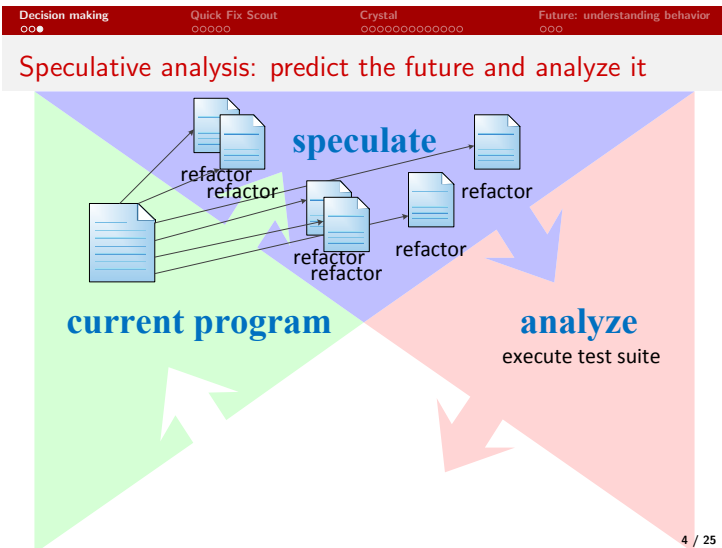 Decision making
Quick Fix Scout
Crystal
Future: understanding behavior
Speculative analysis: predict the future and analyze it
speculate
refactor
refactor
refactor
refactor
refactor
refactor
current program
analyze
execute test suite
4 / 25